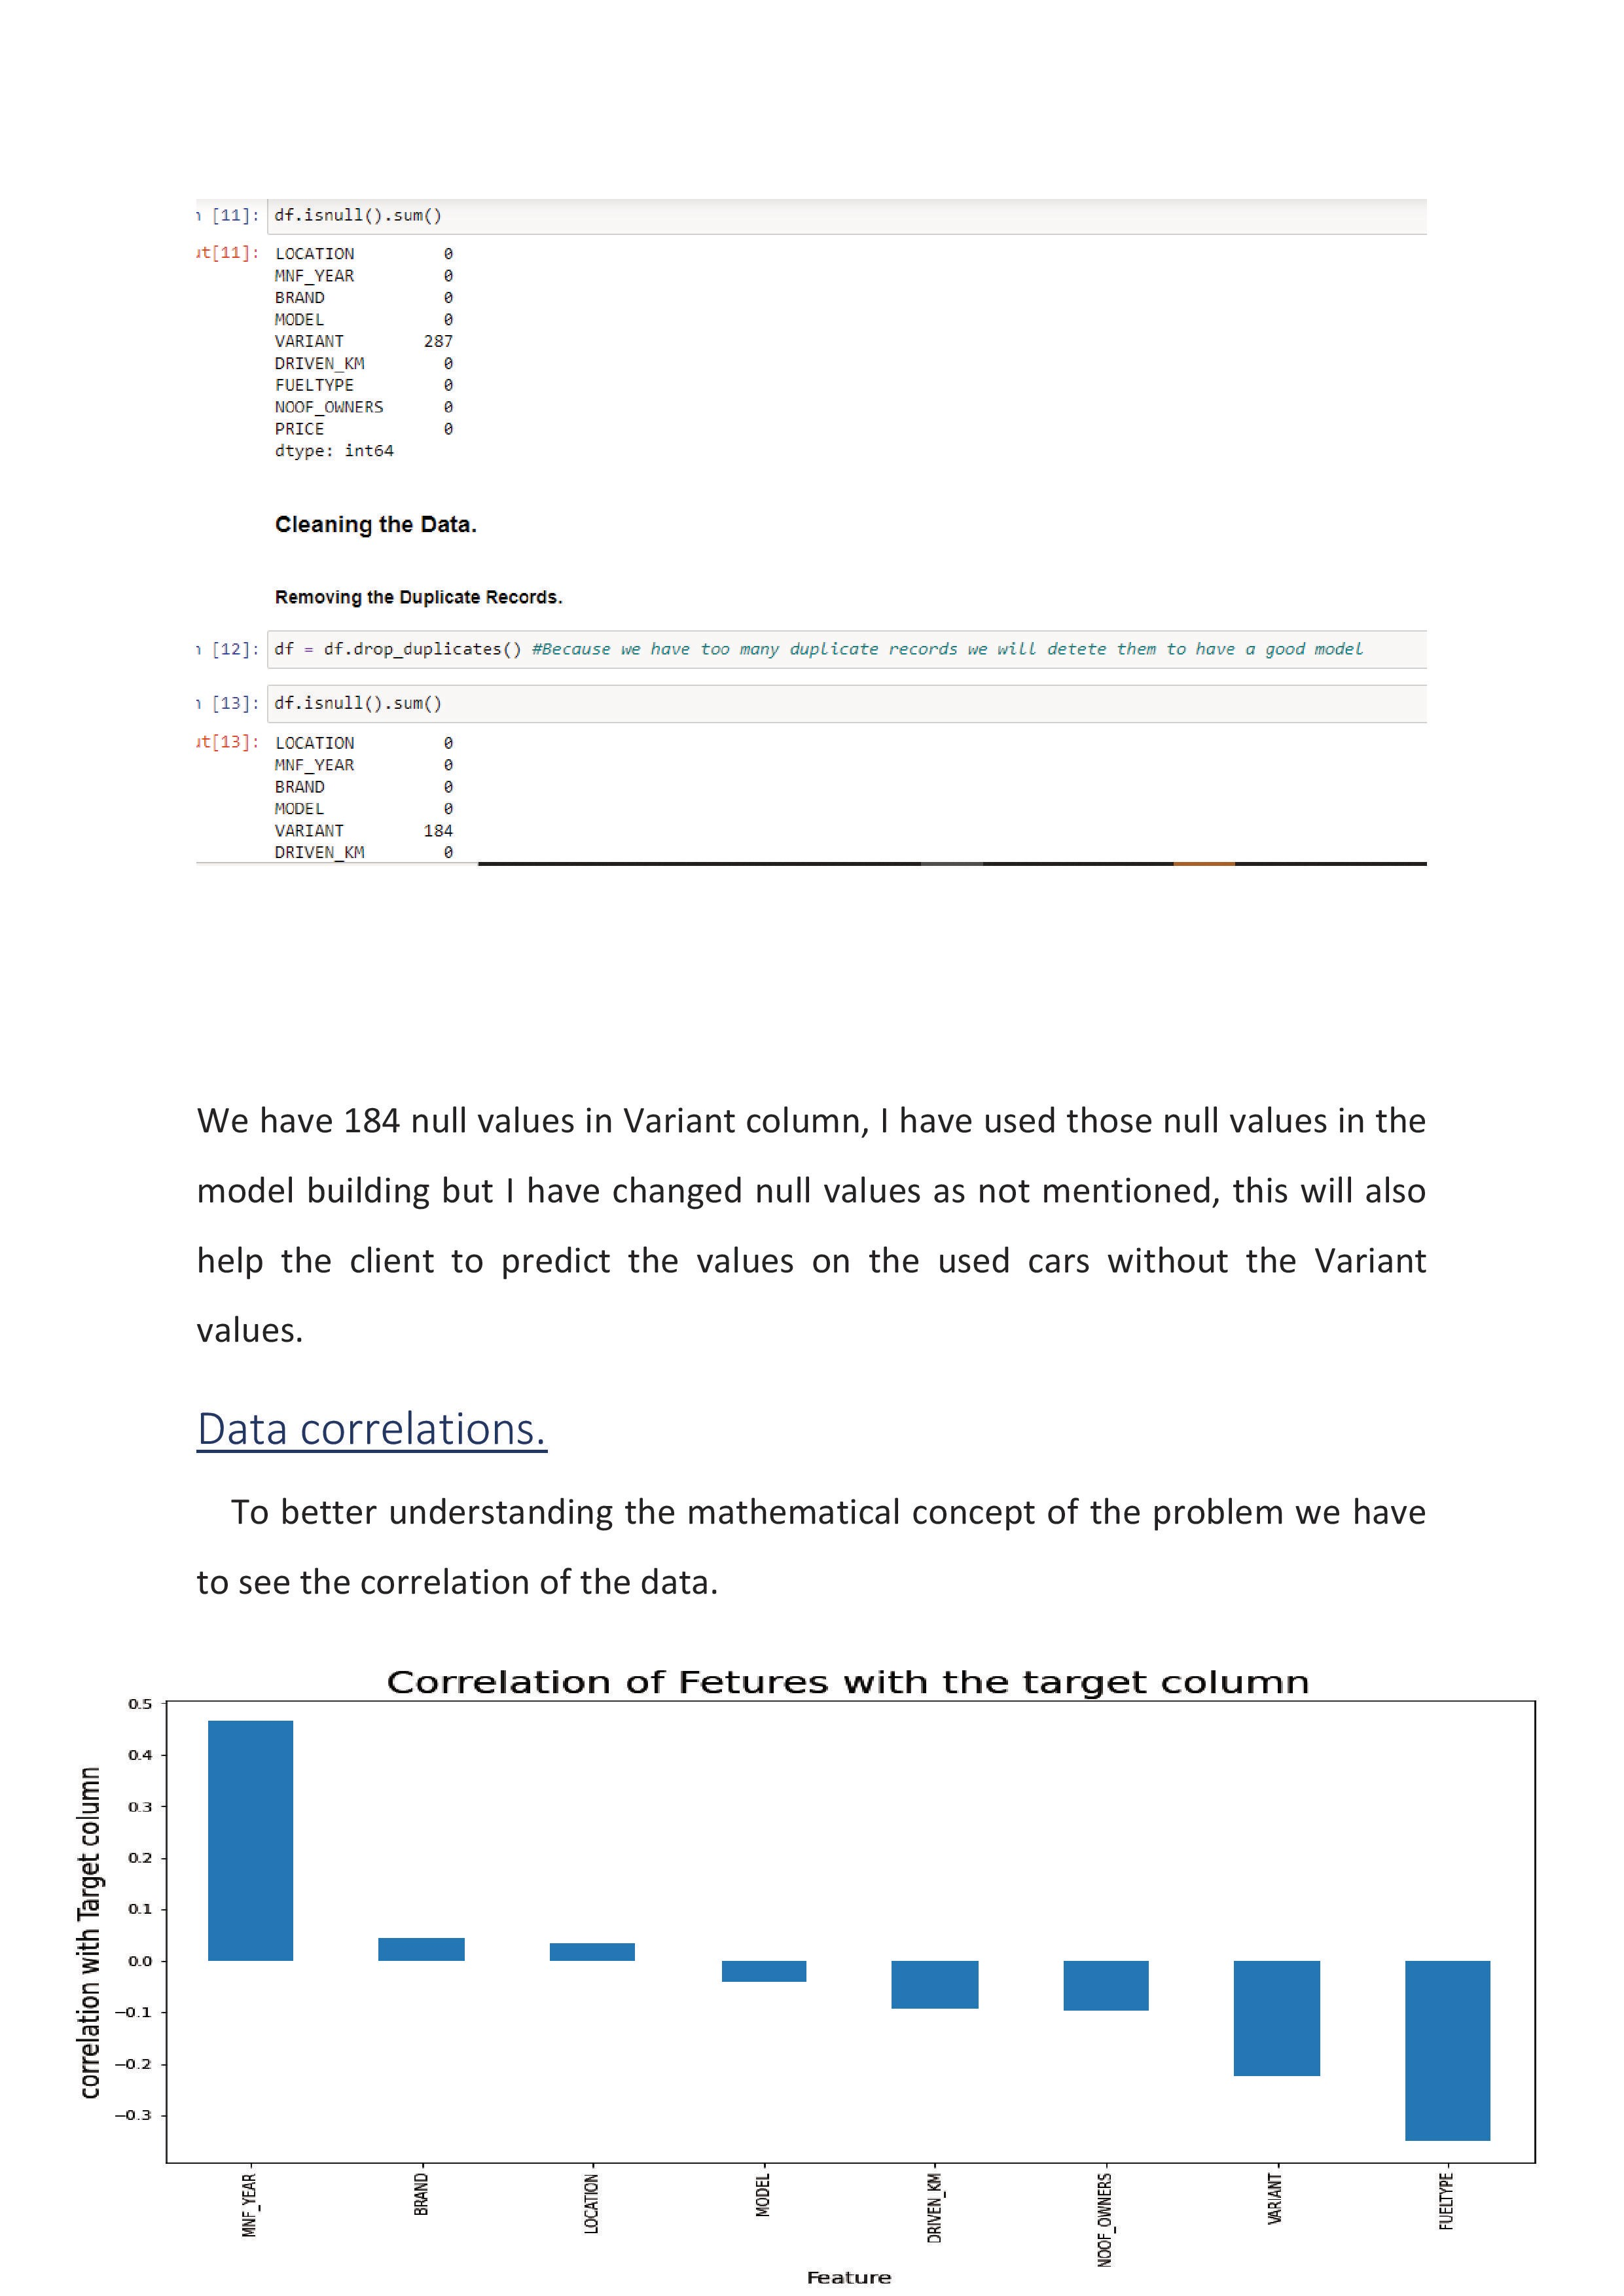 n [11]: df.isnull().sum()
ut[11]: LOCATION 0
MNF_YEAR 0
BRAND 0
MODEL 0
VARIANT 287
DRIVEN_KM 0
FUELTYPE 0
NOOF_OWNERS 0
PRICE 0
dtype: int64
Cleaning the Data.
Removing the Duplicate Records.
n [12]: df = df.drop_duplicates() #Because we have too many duplicate records we will detete them to have a good model
n [13]: df.isnull().sum()
ut[13]: LOCATION 0
MNF_YEAR 0
BRAND 0
MODEL 0
VARIANT 184
DRIVEN_KM 0
We have 184 null values in Variant column, I have used those null values in the
model building but I have changed null values as not mentioned, this will also
help the client to predict the values on the used cars without the Variant
values.
Data correlations.
To better understanding the mathematical concept of the problem we have
to see the correlation of the data.
Correlation of Fetures with the target column
correlation with Target column
0.5
0.4
0.3
0.2
0.1
0.0
−0.1
−0.2
−0.3
MNF_YEAR
BRAND
LOCATION
MODEL
DRIVEN_KM
NOOF_OWNERS
VARIANT
FUELTYPE
Feature